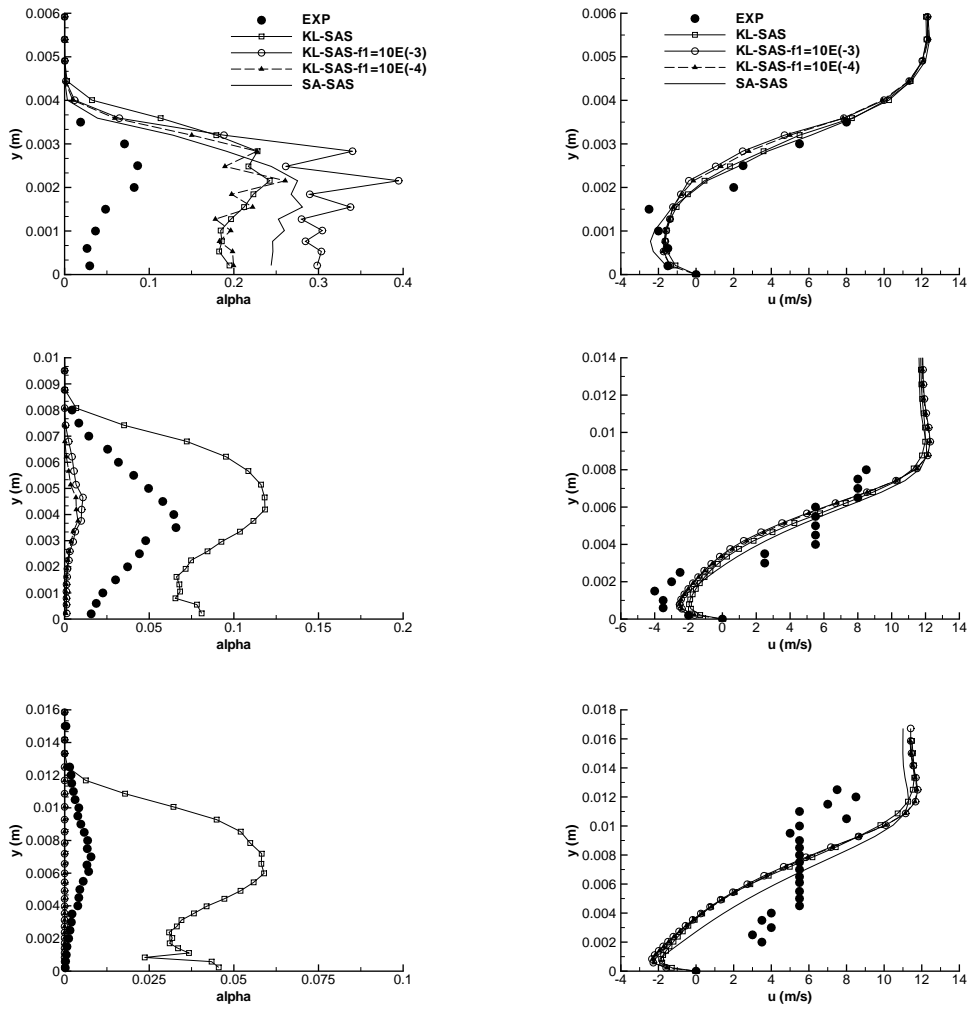 0.006
0.005
0.004
0.003
0.002
0.001
0
y (m)
0 0.1 0.2 0.3 0.4
alpha
EXP
KL-SAS
KL-SAS-f1=10E(-3)
KL-SAS-f1=10E(-4)
SA-SAS
0.006
0.005
0.004
0.003
0.002
0.001
0
y (m)
-4 -2 0 2 4 6 8 10 12 14
u (m/s)
EXP
KL-SAS
KL-SAS-f1=10E(-3)
KL-SAS-f1=10E(-4)
SA-SAS
0.01
0.009
0.008
0.007
0.006
0.005
0.004
0.003
0.002
0.001
0
y (m)
0 0.05 0.1 0.15 0.2
alpha
0.014
0.012
0.01
0.008
0.006
0.004
0.002
0
y (m)
-6 -4 -2 0 2 4 6 8 10 12 14
u (m/s)
0.016
0.014
0.012
0.01
0.008
0.006
0.004
0.002
0
y (m)
0 0.025 0.05 0.075 0.1
alpha
0.018
0.016
0.014
0.012
0.01
0.008
0.006
0.004
0.002
0
y (m)
-4 -2 0 2 4 6 8 10 12 14
u (m/s)